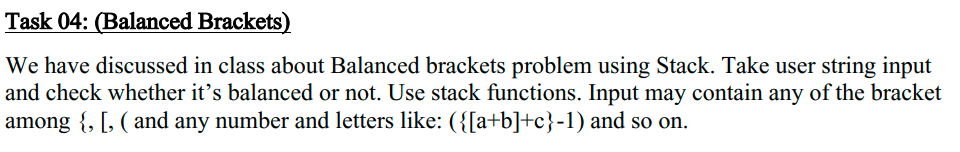 Task 04: (Balanced Brackets)
We have discussed in class about Balanced brackets problem using Stack. Take user string input
and check whether it’s balanced or not. Use stack functions. Input may contain any of the bracket
among {, [, ( and any number and letters like: ({[a+b]+c}-1) and so on.